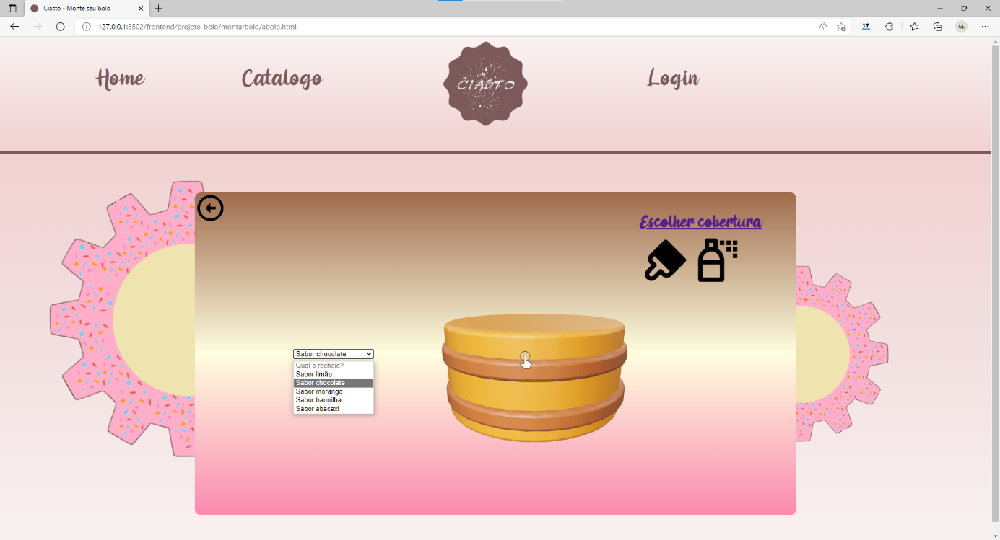 Ciasto - Monte seu bolo
127.0.0.1:5502/frontend/projeto_bolo/montarbolo/abolo.html
GL
Home
Catalogo
CIASTO
Login
Escolher cobertura
Sabor chocolate
Qual o recheio?
Sabor limão
Sabor chocolate
Sabor morango
Sabor baunilha
Sabor abacaxi